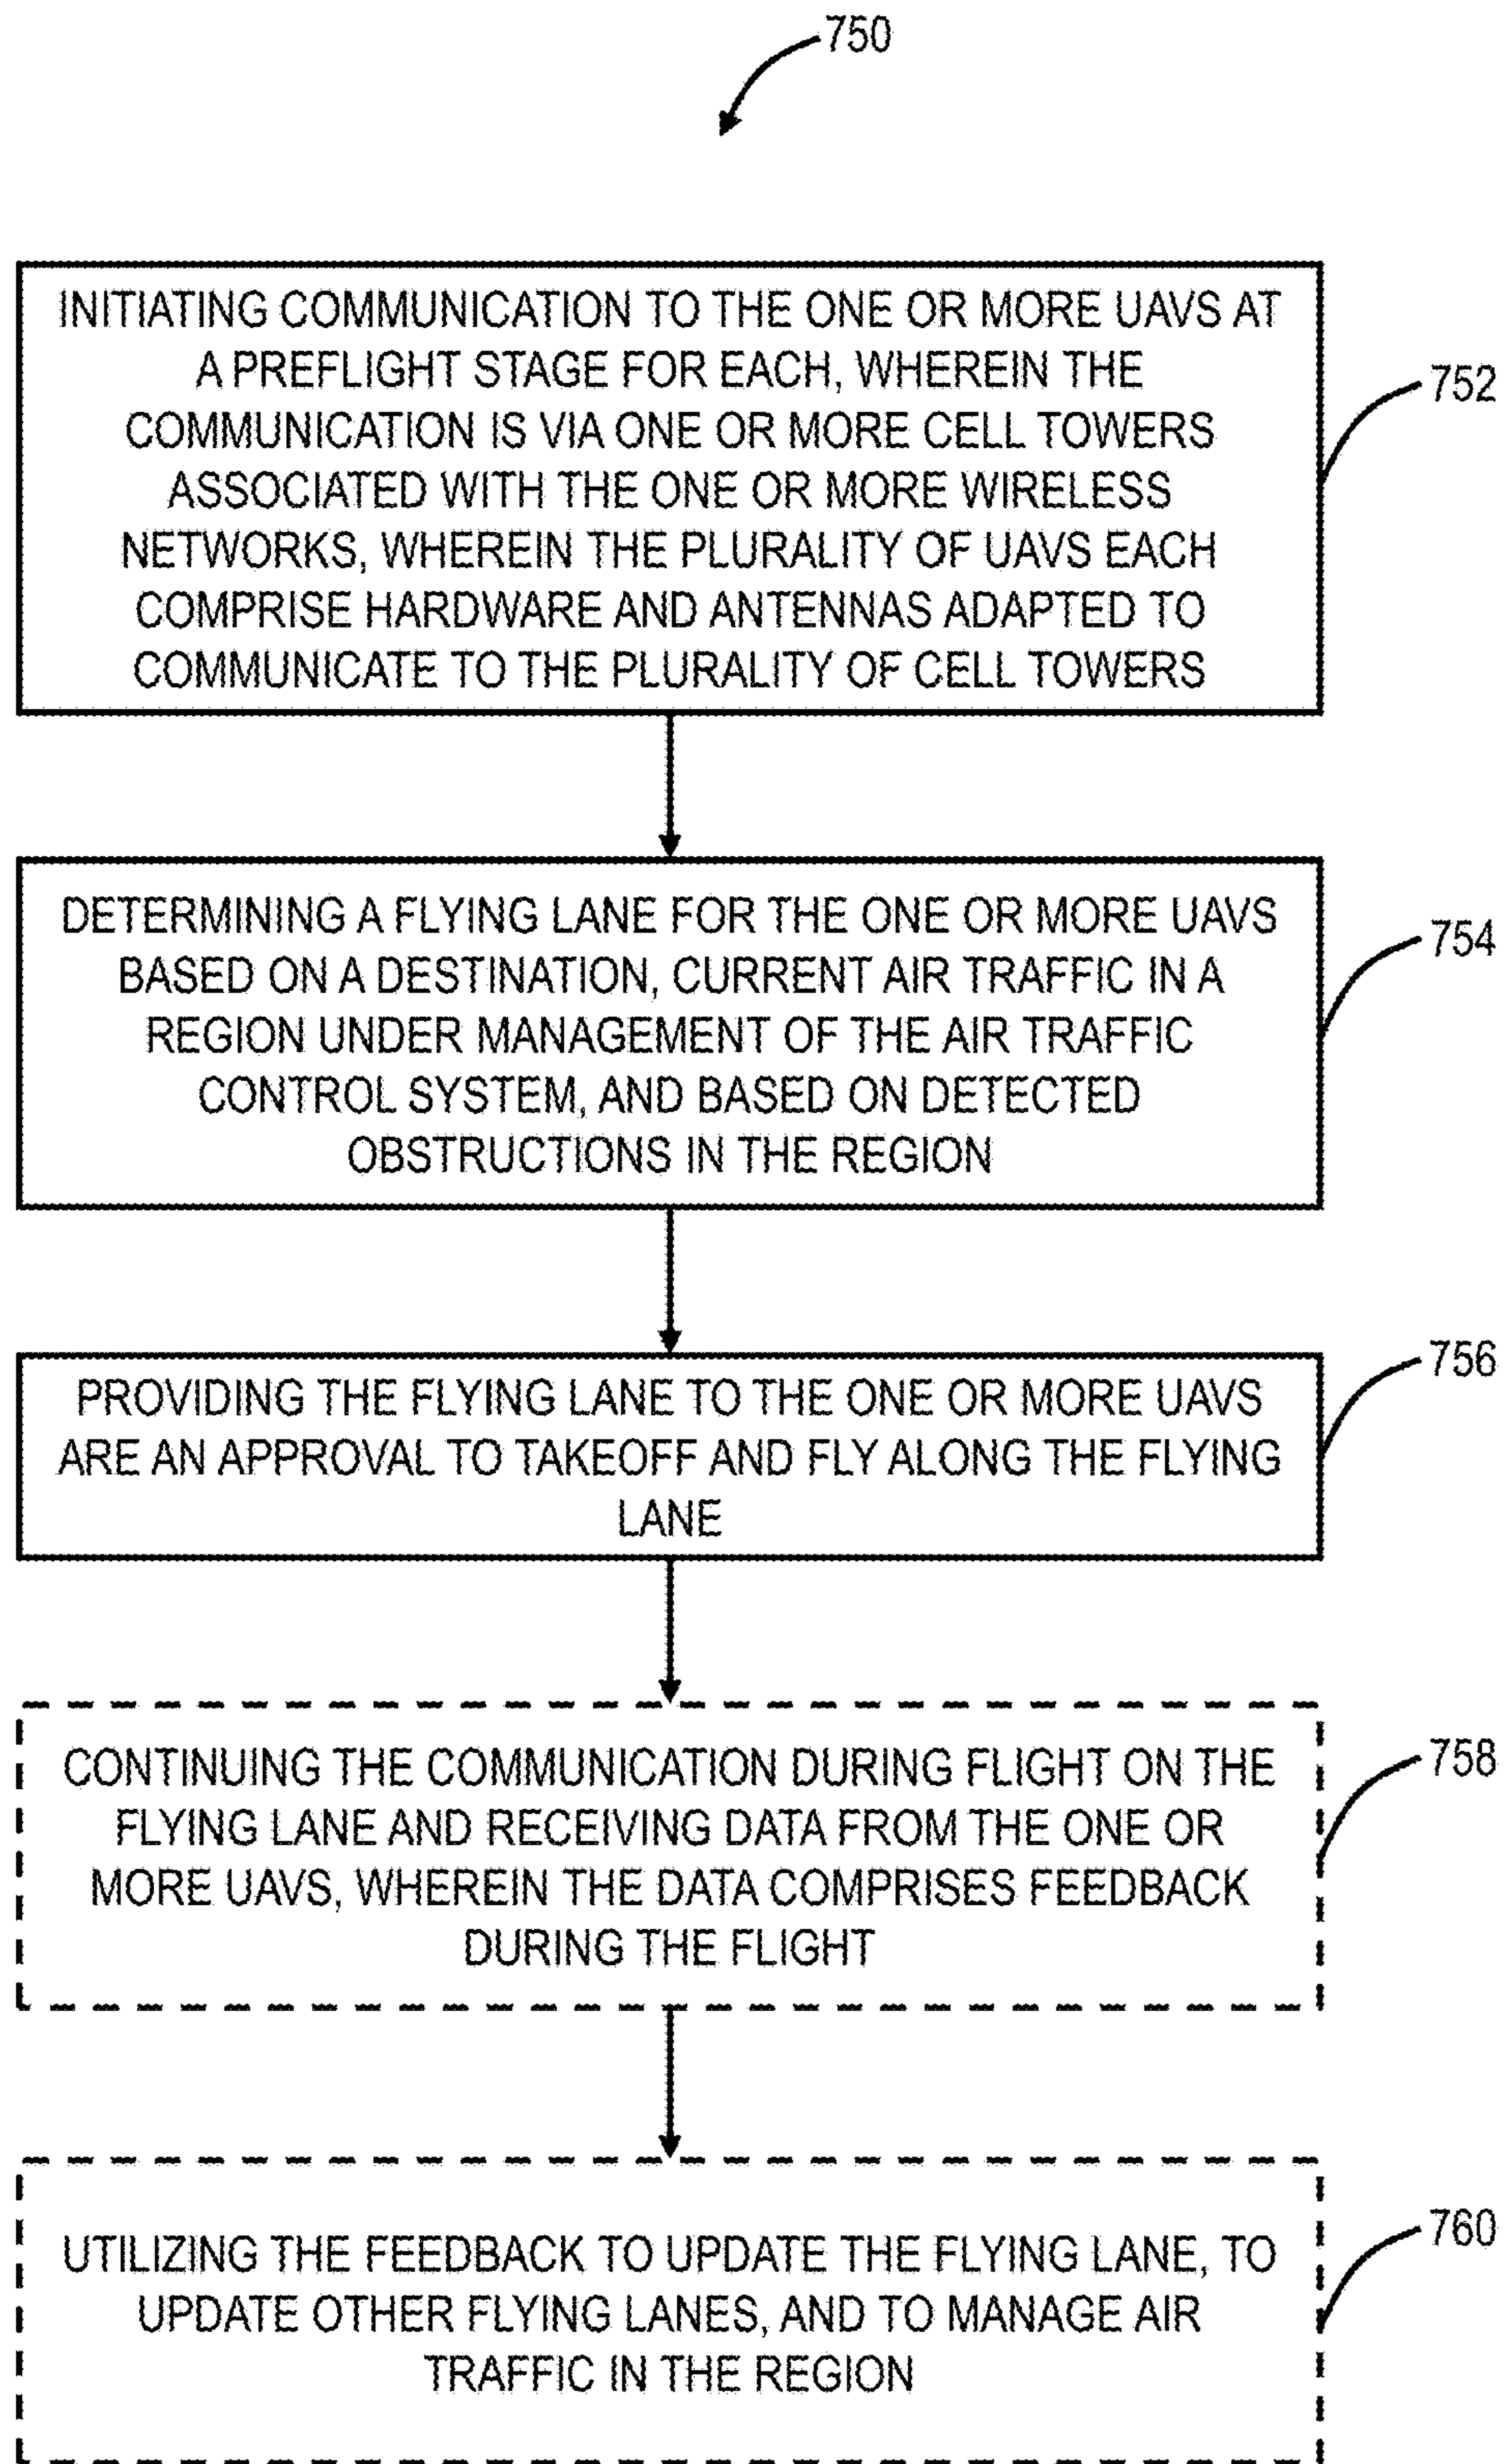 750
INITIATING COMMUNICATION TO THE ONE OR MORE UAVS AT
A PREFLIGHT STAGE FOR EACH, WHEREIN THE
COMMUNICATION IS VIA ONE OR MORE CELL TOWERS
ASSOCIATED WITH THE ONE OR MORE WIRELESS
NETWORKS, WHEREIN THE PLURALITY OF UAVS EACH
COMPRISE HARDWARE AND ANTENNAS ADAPTED TO
COMMUNICATE TO THE PLURALITY OF CELL TOWERS
752
DETERMINING A FLYING LANE FOR THE ONE OR MORE UAVS
BASED ON A DESTINATION, CURRENT AIR TRAFFIC IN A
REGION UNDER MANAGEMENT OF THE AIR TRAFFIC
CONTROL SYSTEM, AND BASED ON DETECTED
OBSTRUCTIONS IN THE REGION
754
PROVIDING THE FLYING LANE TO THE ONE OR MORE UAVS
ARE AN APPROVAL TO TAKEOFF AND FLY ALONG THE FLYING
LANE
756
CONTINUING THE COMMUNICATION DURING FLIGHT ON THE
FLYING LANE AND RECEIVING DATA FROM THE ONE OR
MORE UAVS, WHEREIN THE DATA COMPRISES FEEDBACK
DURING THE FLIGHT
758
UTILIZING THE FEEDBACK TO UPDATE THE FLYING LANE, TO
UPDATE OTHER FLYING LANES, AND TO MANAGE AIR
TRAFFIC IN THE REGION
760